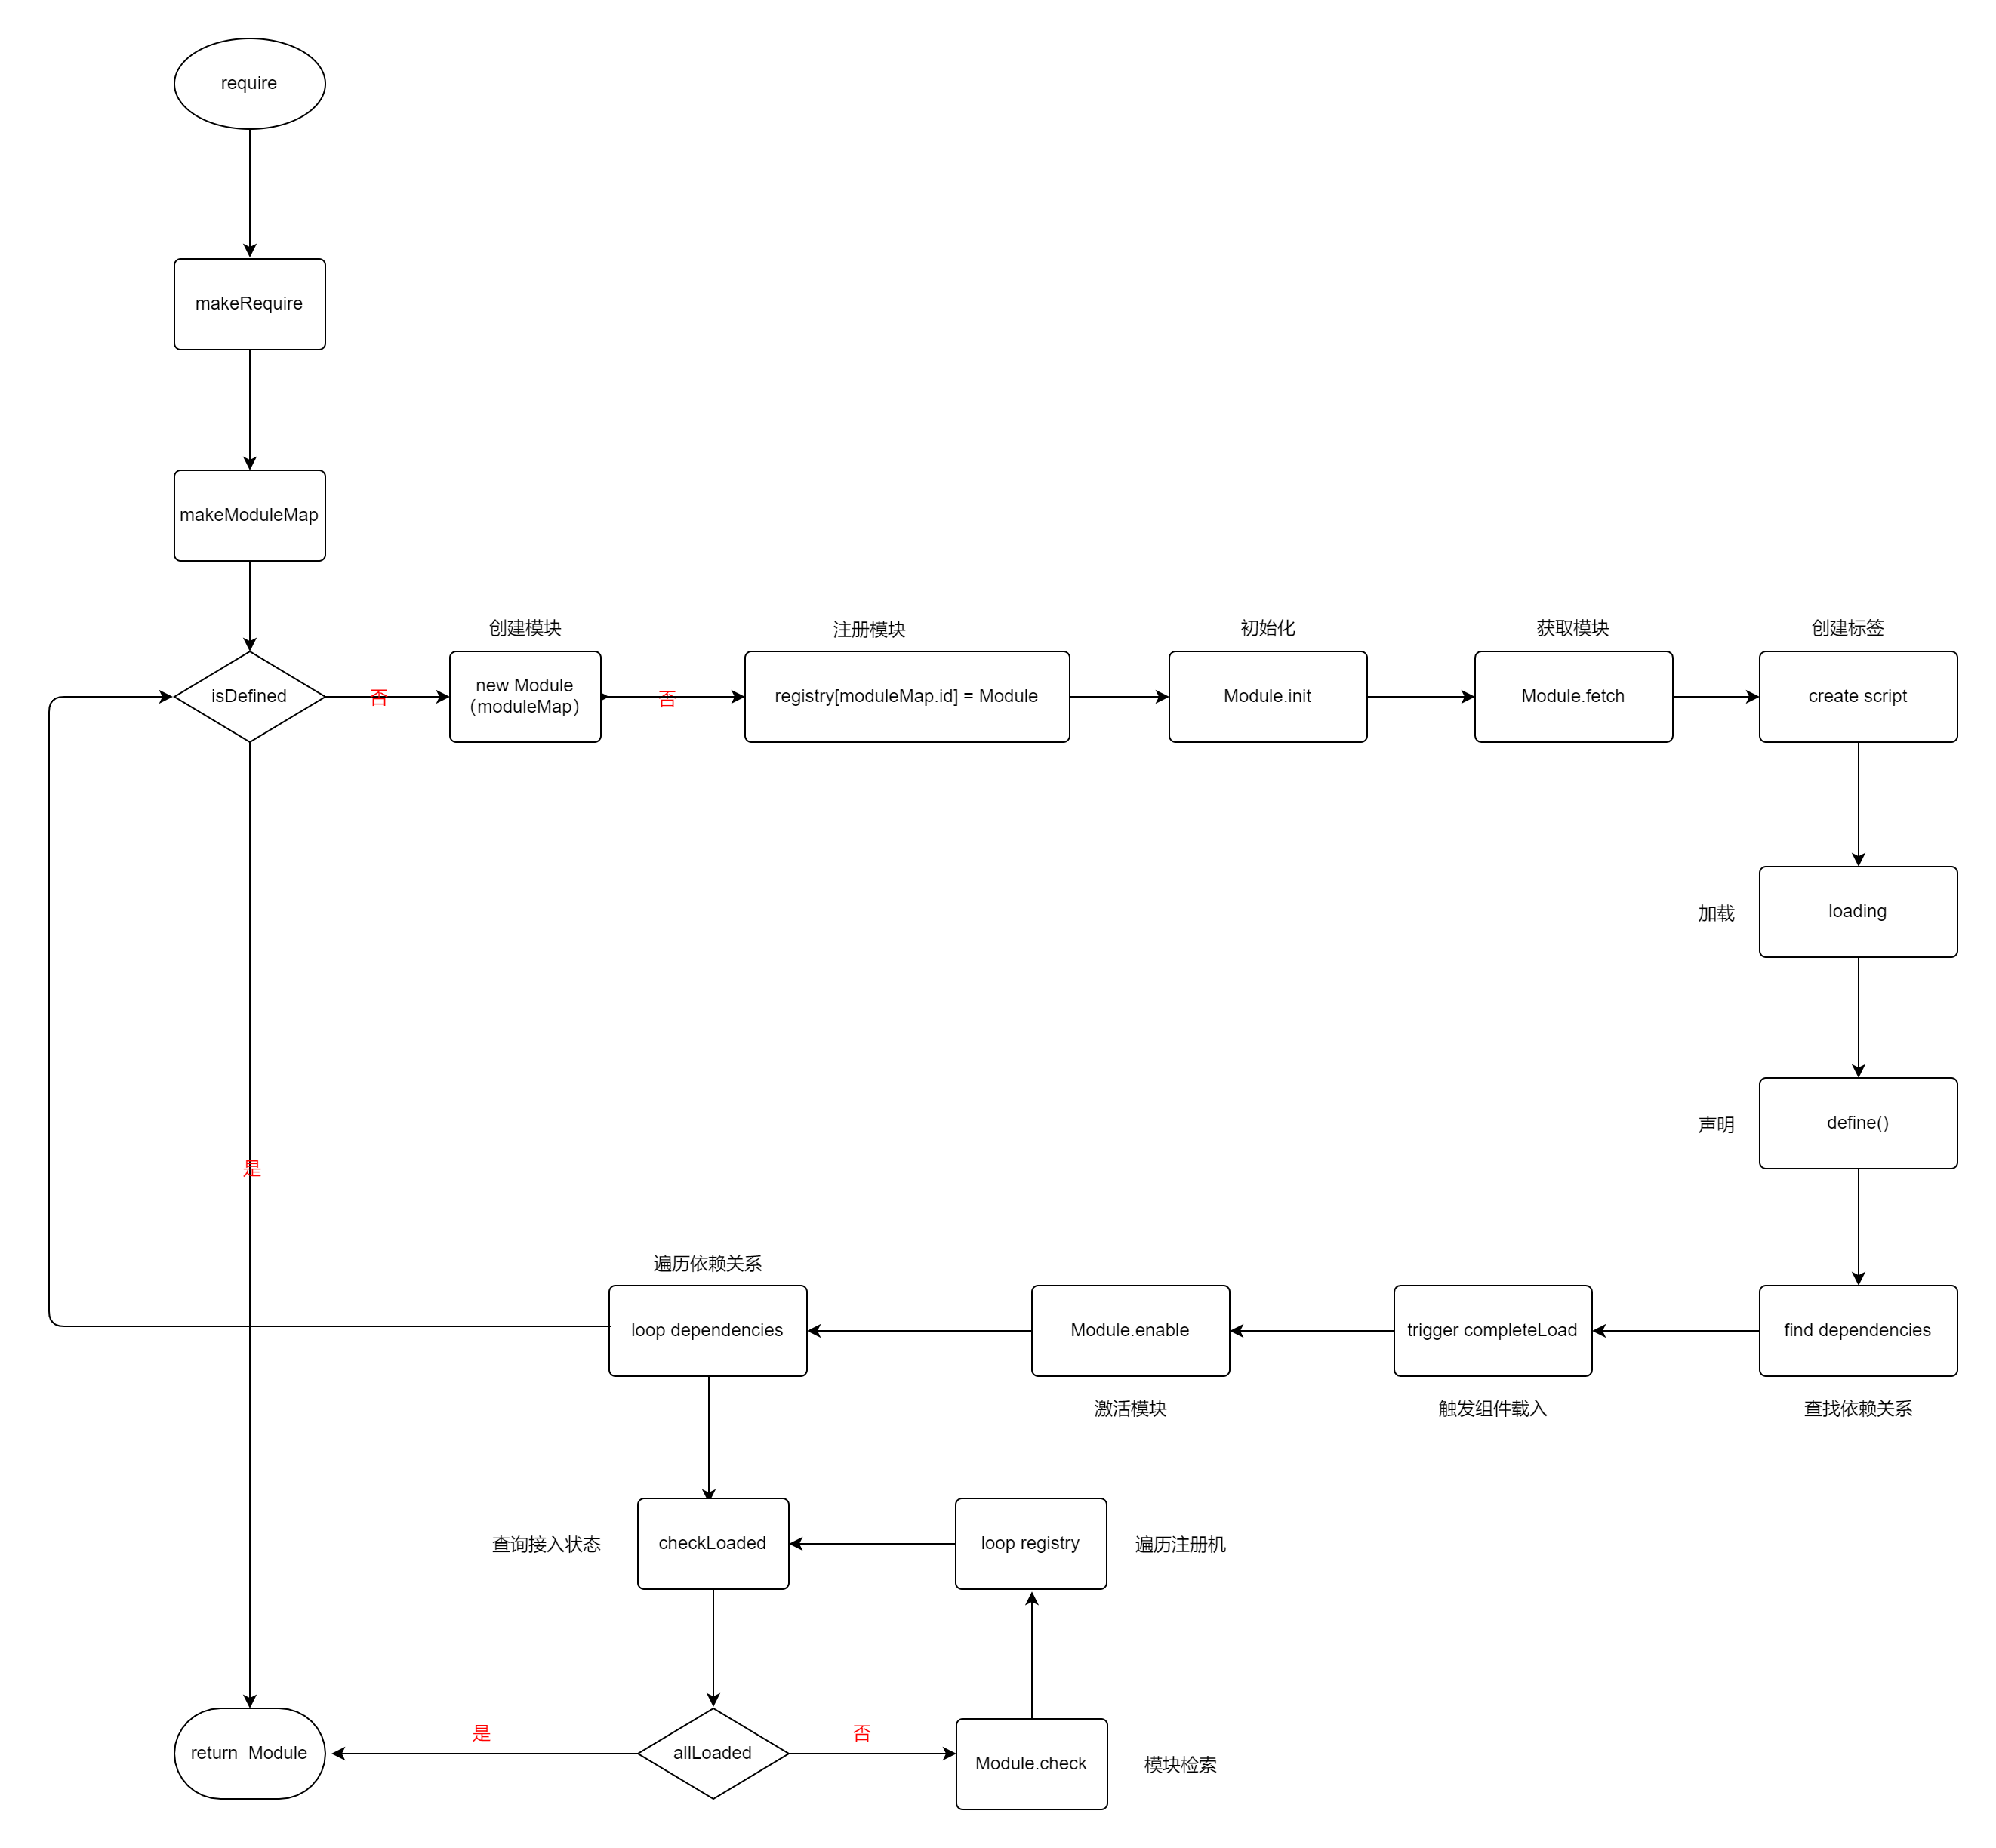 require
makeRequire
makeModuleMap
创建模块
注册模块
初始化
获取模块
创建标签
isDefined
否
new Module
（moduleMap）
否
registry[moduleMap.id] = Module
Module.init
Module.fetch
create script
加载
loading
声明
define()
是
遍历依赖关系
loop dependencies
Module.enable
trigger completeLoad
find dependencies
激活模块
触发组件载入
查找依赖关系
查询接入状态
checkLoaded
loop registry
遍历注册机
return  Module
是
allLoaded
否
Module.check
模块检索